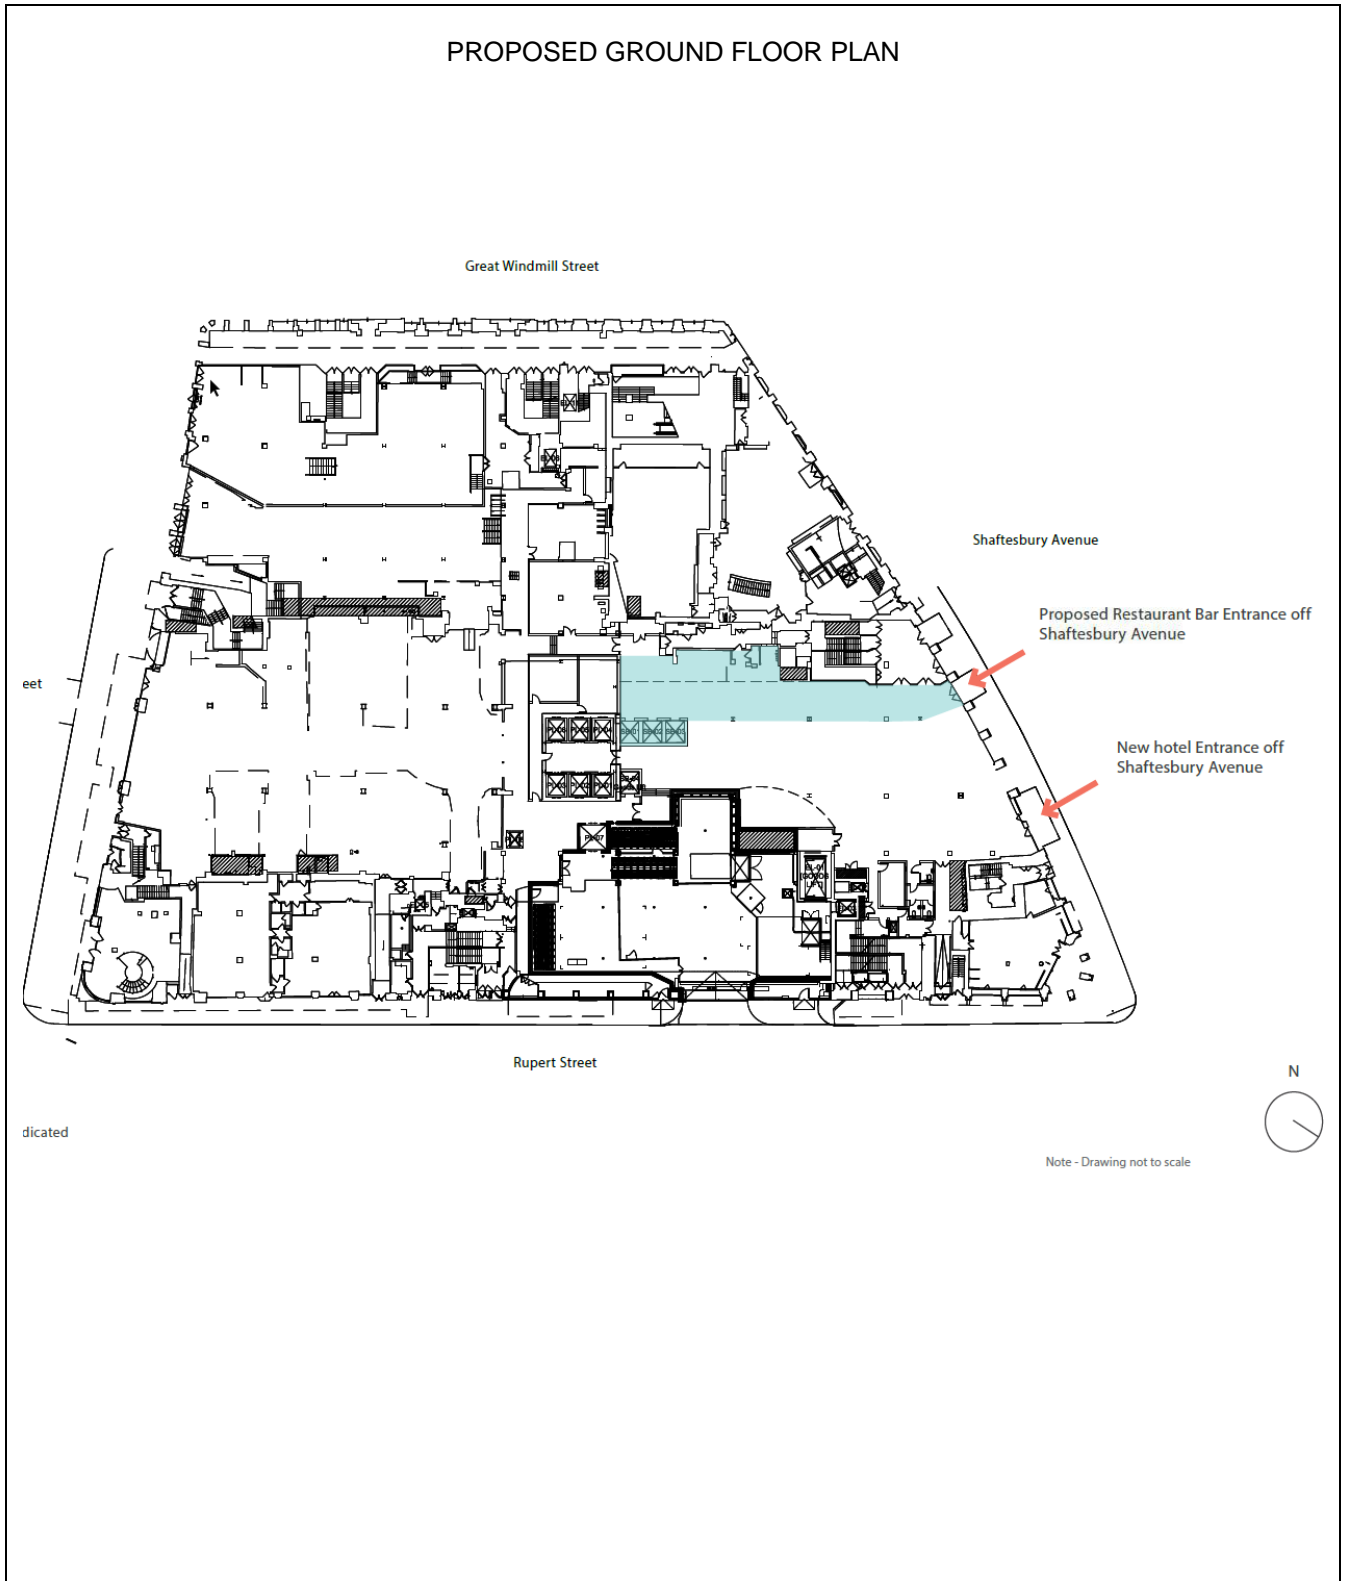 PROPOSED GROUND FLOOR PLAN
Great Windmill Street
Shaftesbury Avenue
Proposed Restaurant Bar Entrance off
Shaftesbury Avenue
eet
New hotel Entrance off
Shaftesbury Avenue
Rupert Street
N
dicated
Note - Drawing not to scale